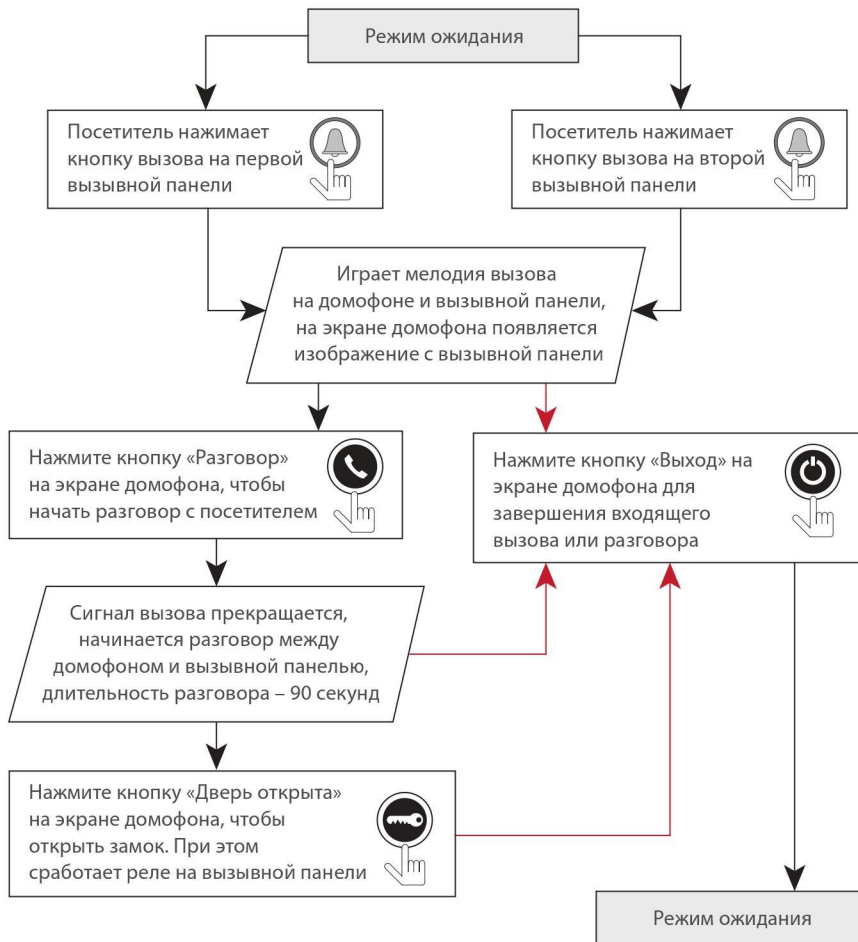 Режим ожидания
Посетитель нажимает
кнопку вызова на первой
вызывной панели
Посетитель нажимает
кнопку вызова на второй
вызывной панели
Играет мелодия вызова
на домофоне и вызывной панели,
на экране домофона появляется
изображение с вызывной панели
Нажмите кнопку «Разговор»
на экране домофона, чтобы
начать разговор с посетителем
Нажмите кнопку «Выход» на
экране домофона для
завершения входящего
вызова или разговора
Сигнал вызова прекращается,
начинается разговор между
домофоном и вызывной панелью,
длительность разговора – 90 секунд
Нажмите кнопку «Дверь открыта»
на экране домофона, чтобы
открыть замок. При этом
сработает реле на вызывной панели
Режим ожидания